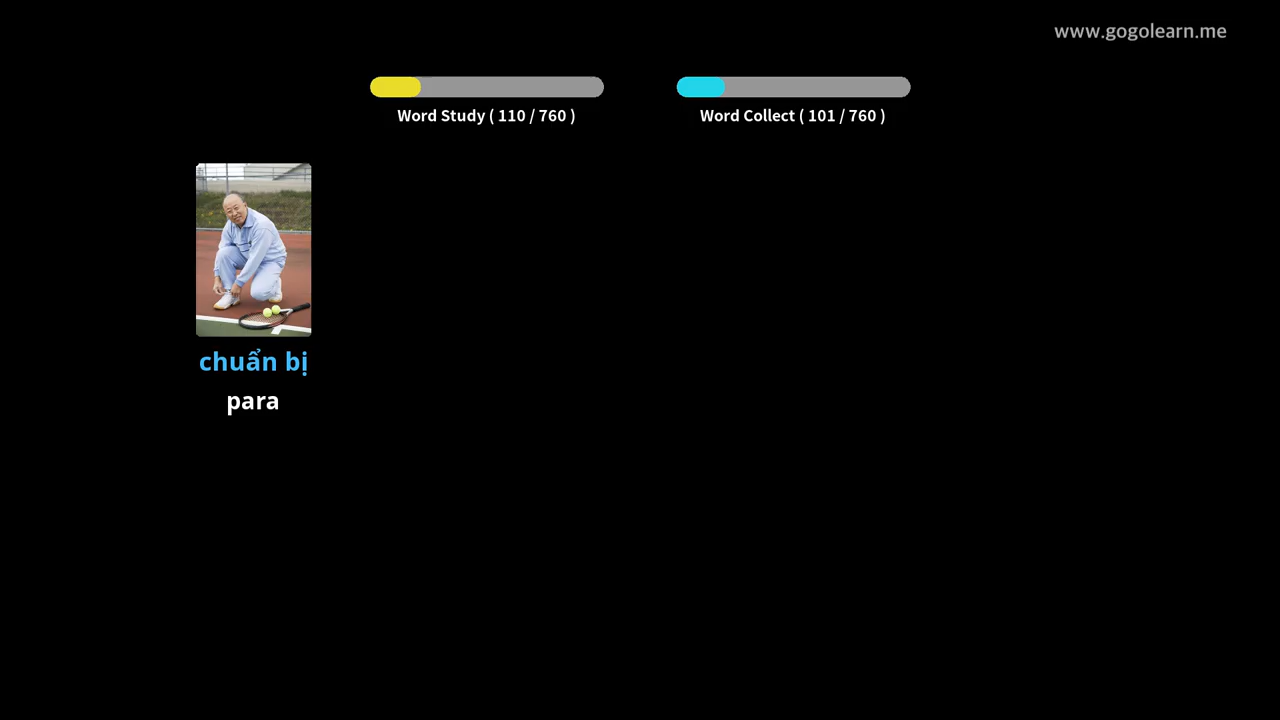 www.gogolearn.me
Word Study ( 110 / 760 )
Word Collect ( 101 / 760 )
chuẩn bị
para